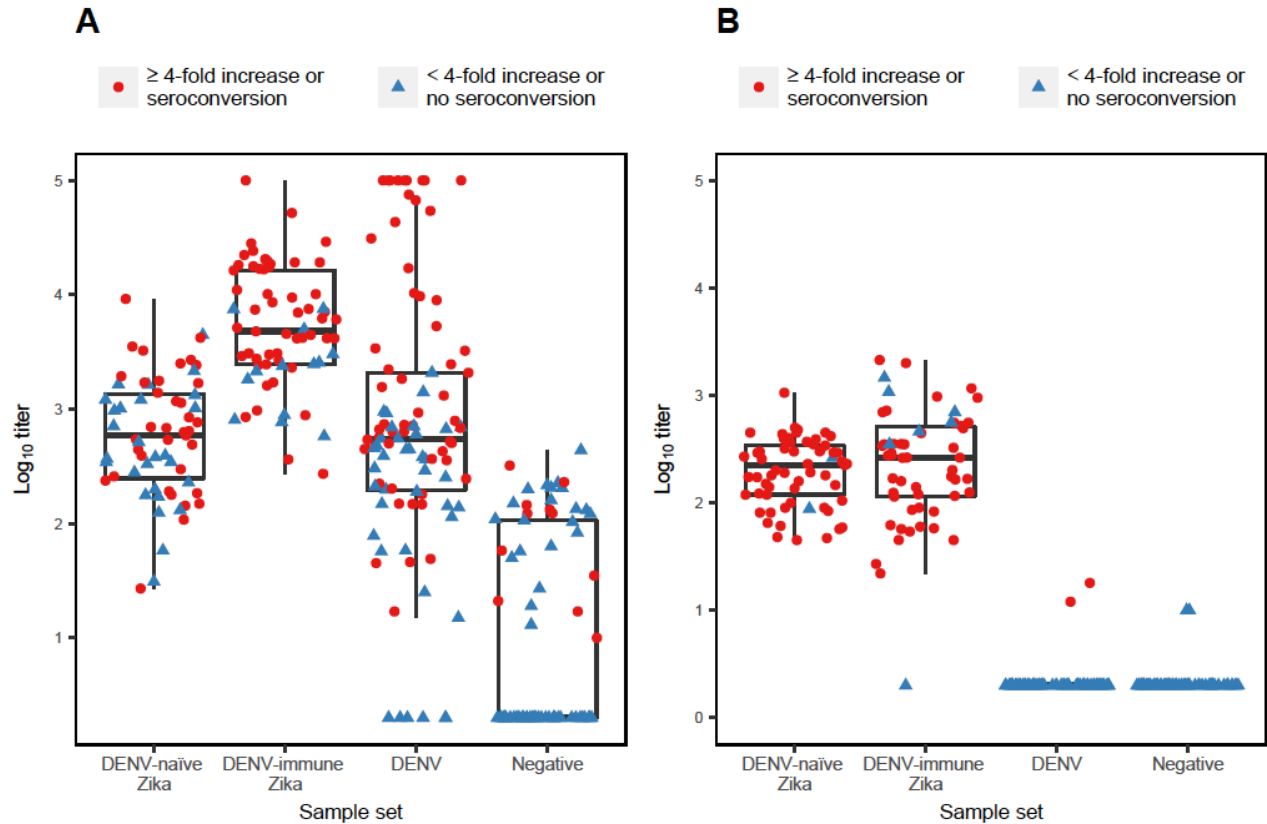 A
≥ 4-fold increase or
seroconversion
< 4-fold increase or
no seroconversion
5
4
3
2
1
Log10 titer
DENV-naïve
Zika
DENV-immune
Zika
DENV
Negative
Sample set
B
≥ 4-fold increase or
seroconversion
< 4-fold increase or
no seroconversion
5
4
3
2
1
0
Log10 titer
DENV-naïve
Zika
DENV-immune
Zika
DENV
Negative
Sample set